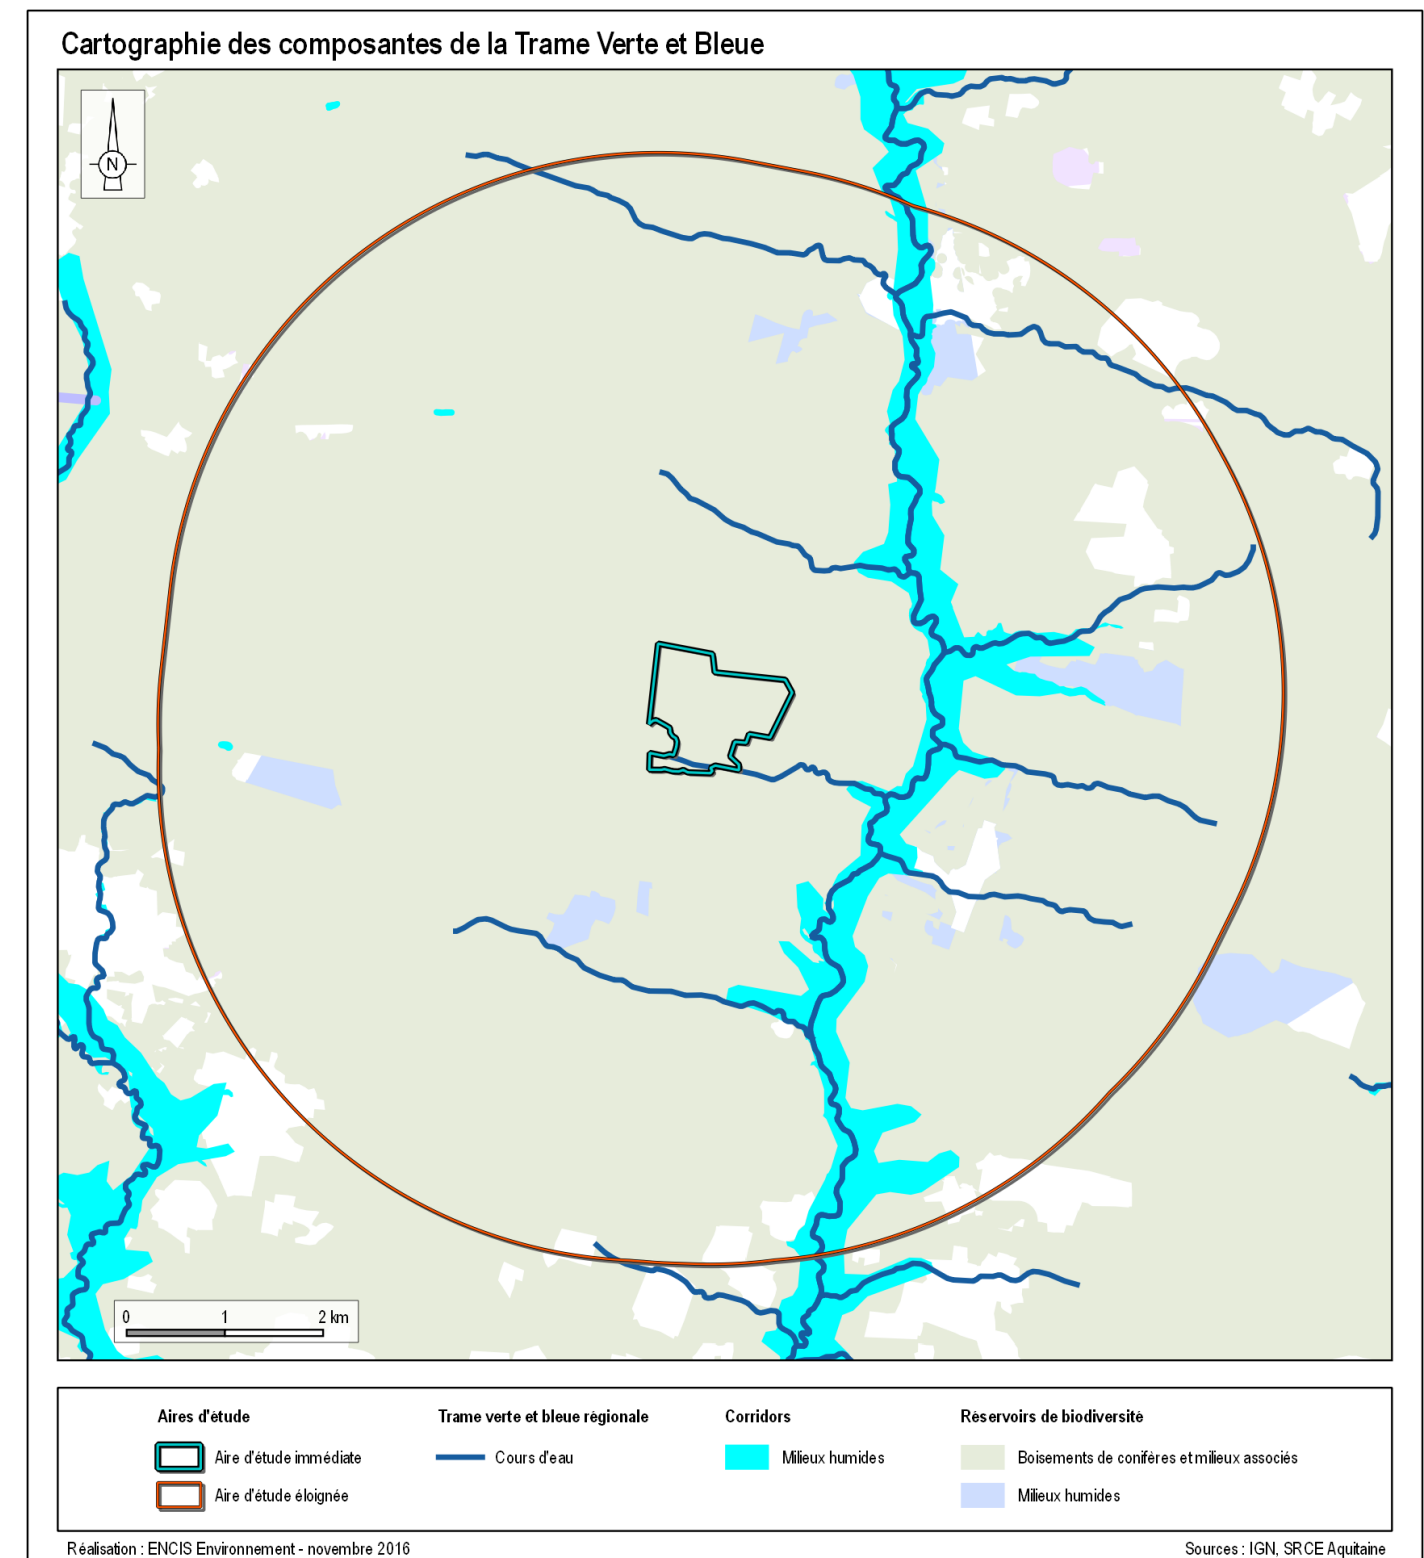 Cartographie des composantes de la Trame Verte et Bleue
N
0 1 2 km
Aires d'étude
Aire d'étude immédiate
Aire d'étude éloignée
Trame verte et bleue régionale
Cours d'eau
Corridors
Milieux humides
Réservoirs de biodiversité
Boisements de conifères et milieux associés
Milieux humides
Réalisation : ENCIS Environnement - novembre 2016
Sources : IGN, SRCE Aquitaine